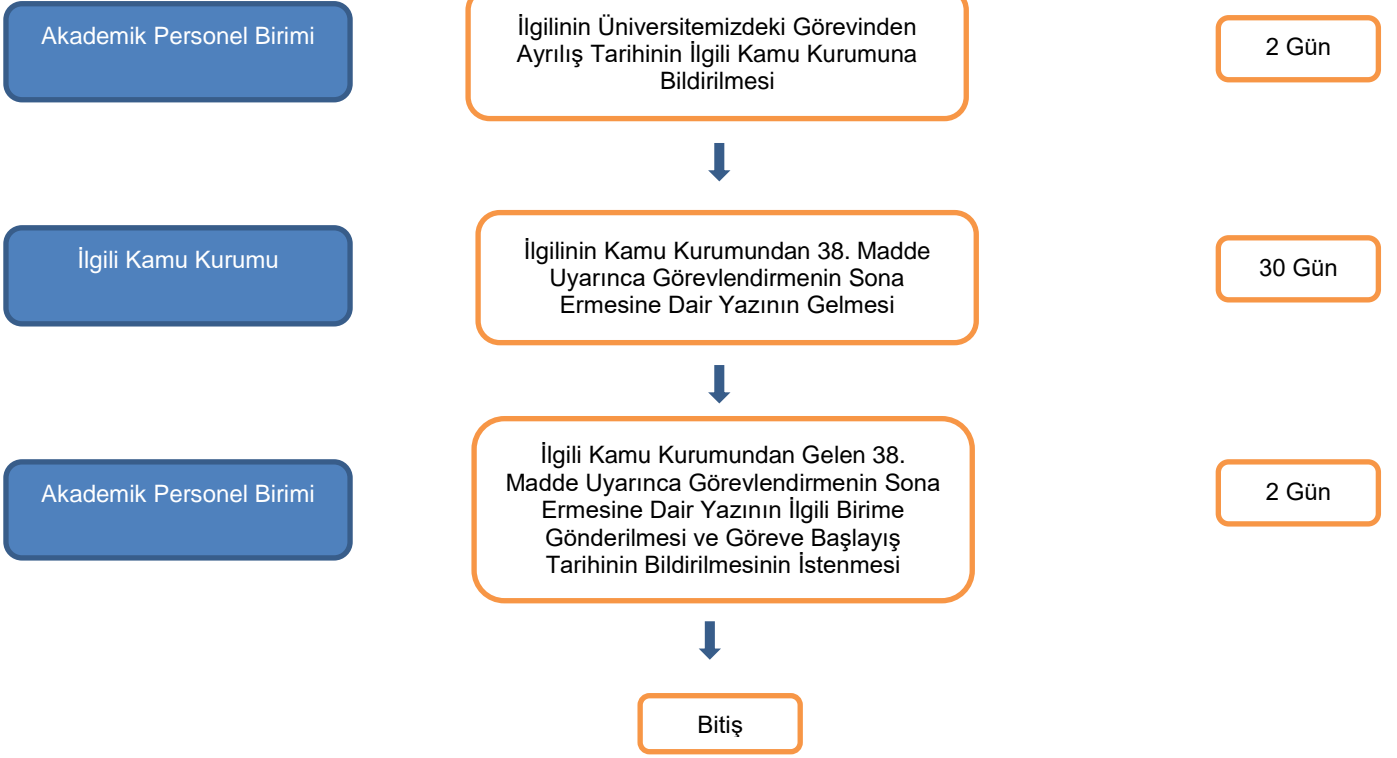 Akademik Personel Birimi
İlgilinin Üniversitemizdeki Görevinden
Ayrılış Tarihinin İlgili Kamu Kurumuna
Bildirilmesi
2 Gün
İlgili Kamu Kurumu
İlgilinin Kamu Kurumundan 38. Madde
Uyarınca Görevlendirmenin Sona
Ermesine Dair Yazının Gelmesi
30 Gün
Akademik Personel Birimi
İlgili Kamu Kurumundan Gelen 38.
Madde Uyarınca Görevlendirmenin Sona
Ermesine Dair Yazının İlgili Birime
Gönderilmesi ve Göreve Başlayış
Tarihinin Bildirilmesinin İstenmesi
2 Gün
Bitiş